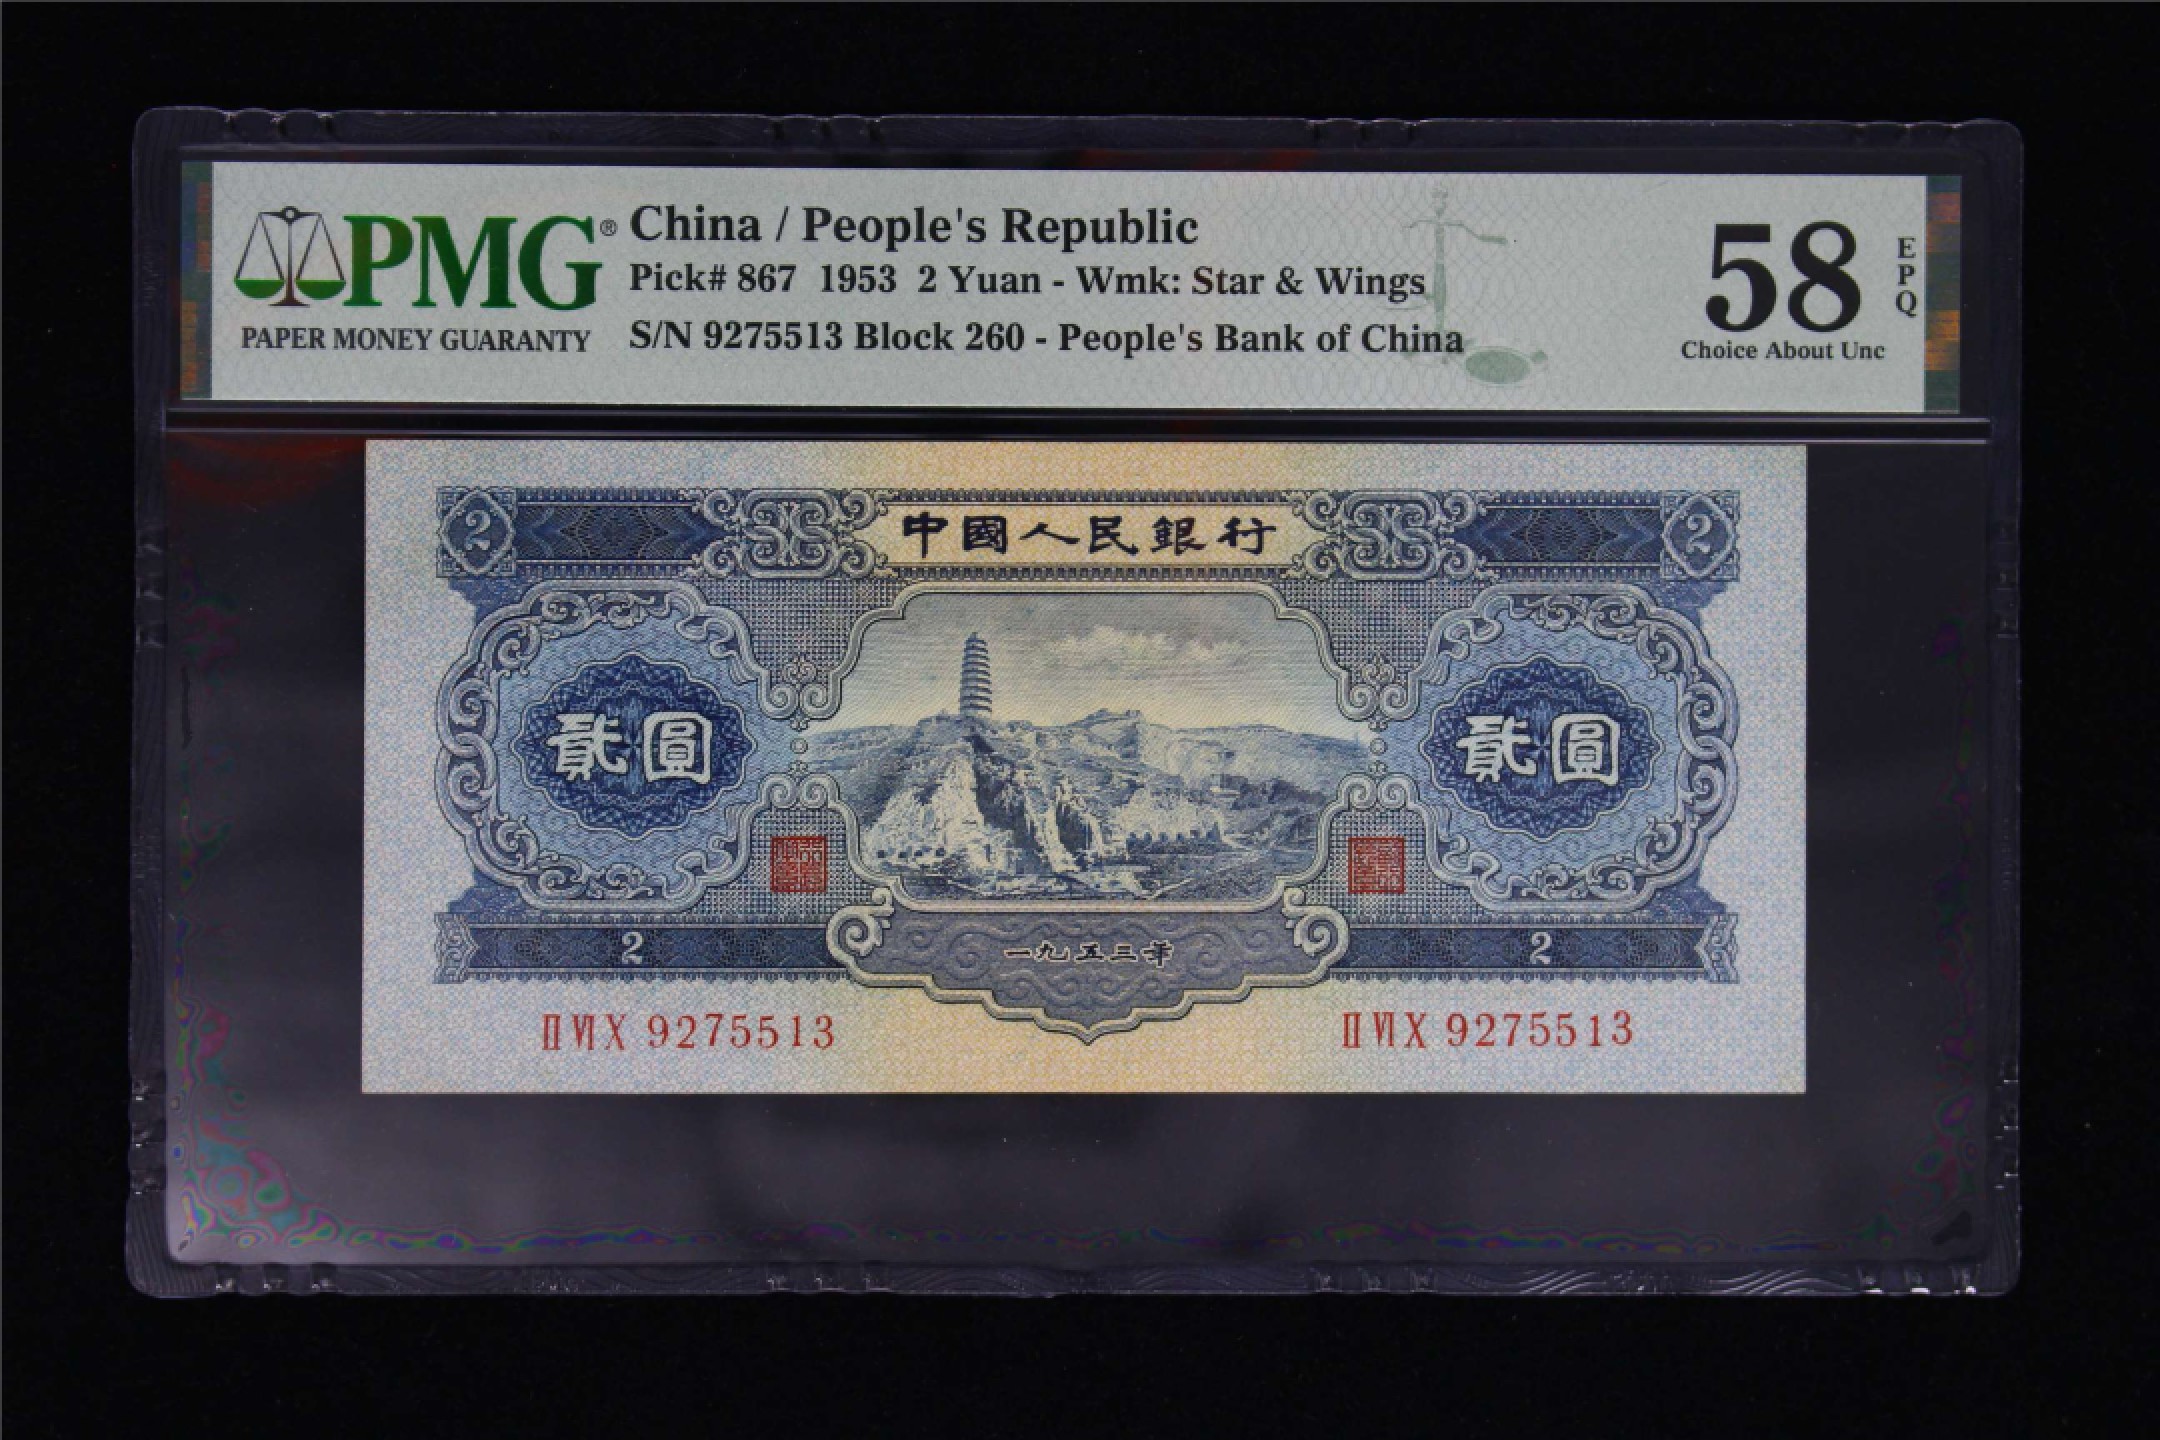 PMG®
PAPER MONEY GUARANTY
China / People's Republic
Pick# 867 1953 2 Yuan - Wmk: Star & Wings
S/N 9275513 Block 260 - People's Bank of China
58
EPQ
Choice About Unc
2 中國人民銀行 2
貳圓 貳圓
2 一九五三年 2
ⅡⅥⅩ 9275513 ⅡⅥⅩ 9275513